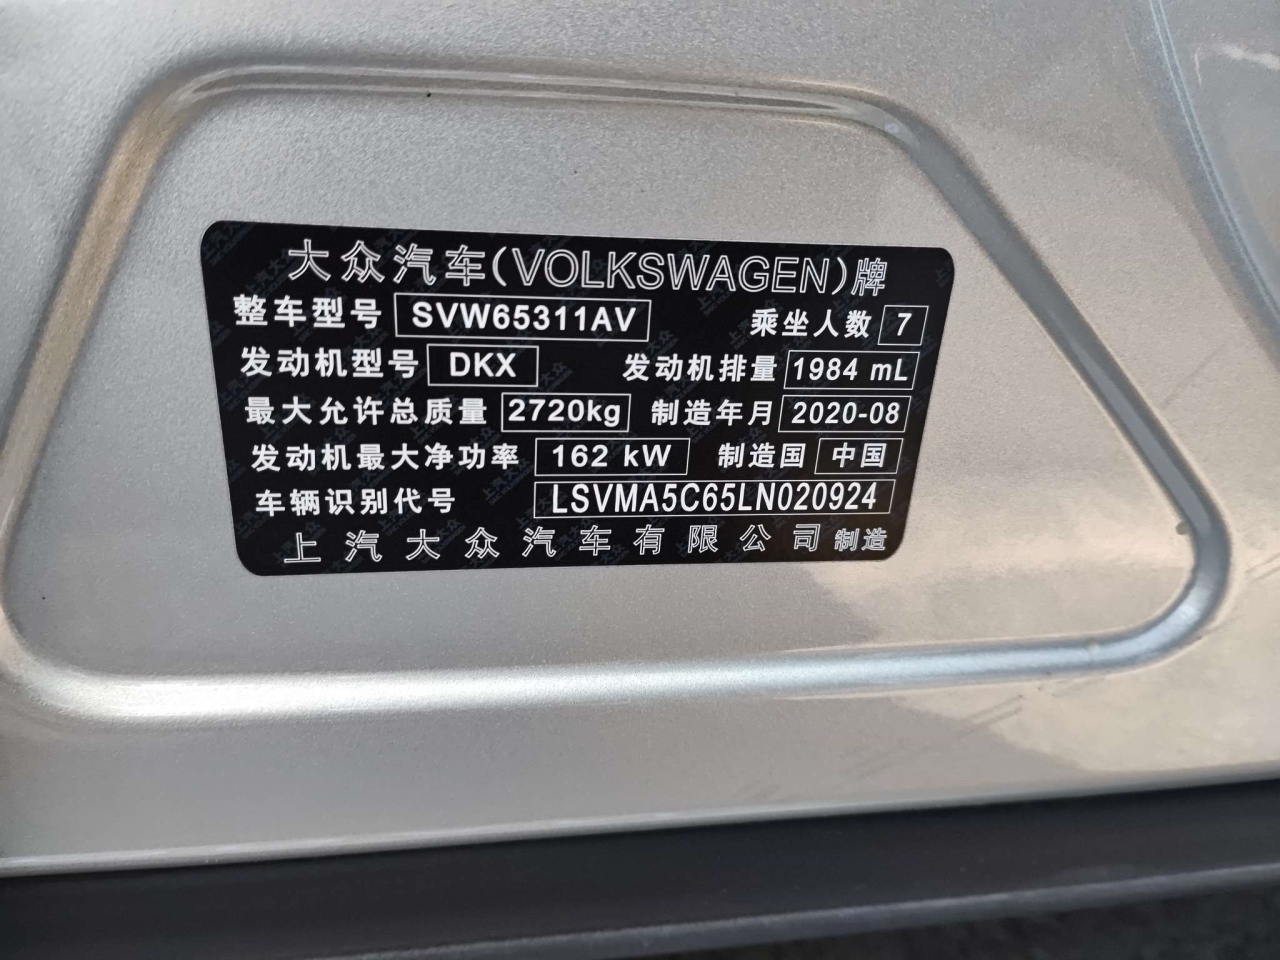 大众汽车(VOLKSWAGEN)牌
整车型号 SVW65311AV 乘坐人数 7
发动机型号 DKX 发动机排量 1984 mL
最大允许总质量 2720kg 制造年月 2020-08
发动机最大净功率 162 kW 制造国 中国
车辆识别代号 LSVMA5C65LN020924
上汽大众汽车有限公司 制造